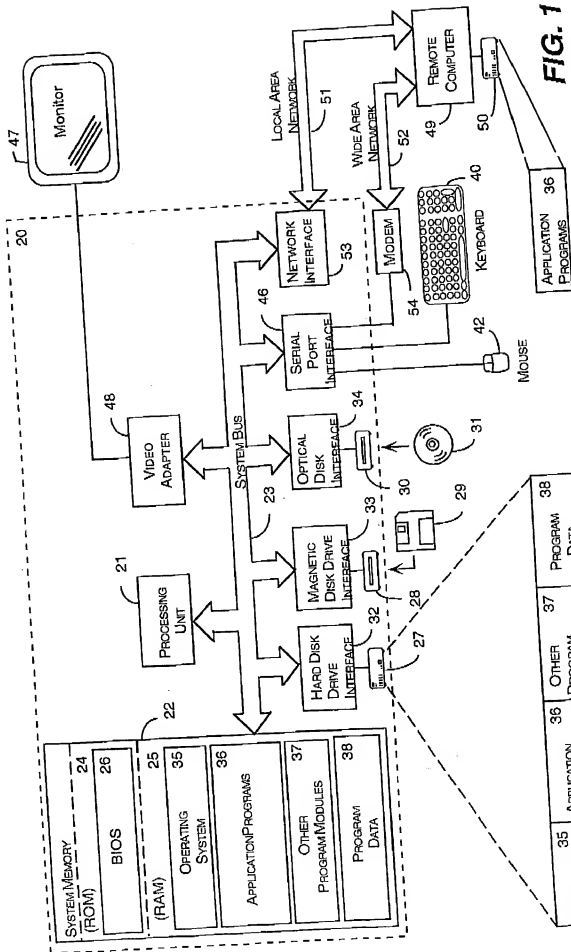 47
Monitor
20
48
VIDEO
ADAPTER
21
PROCESSING
UNIT
SYSTEM BUS
23
22
SYSTEM MEMORY
(ROM) 24
BIOS 26
(RAM) 25
OPERATING
SYSTEM
35
APPLICATION PROGRAMS
36
OTHER
PROGRAM MODULES
37
PROGRAM
DATA
38
HARD DISK
DRIVE
INTERFACE
32
27
MAGNETIC
DISK DRIVE
INTERFACE
33
28
29
OPTICAL
DISK
INTERFACE
34
30
31
SERIAL
PORT
INTERFACE
46
NETWORK
INTERFACE
53
LOCAL AREA
NETWORK
51
WIDE AREA
NETWORK
52
MODEM
54
KEYBOARD
40
42
MOUSE
REMOTE
COMPUTER
49
50
APPLICATION
PROGRAMS
36
35
APPLICATION
36
OTHER
PROGRAM
37
PROGRAM
DATA
38
FIG. 1